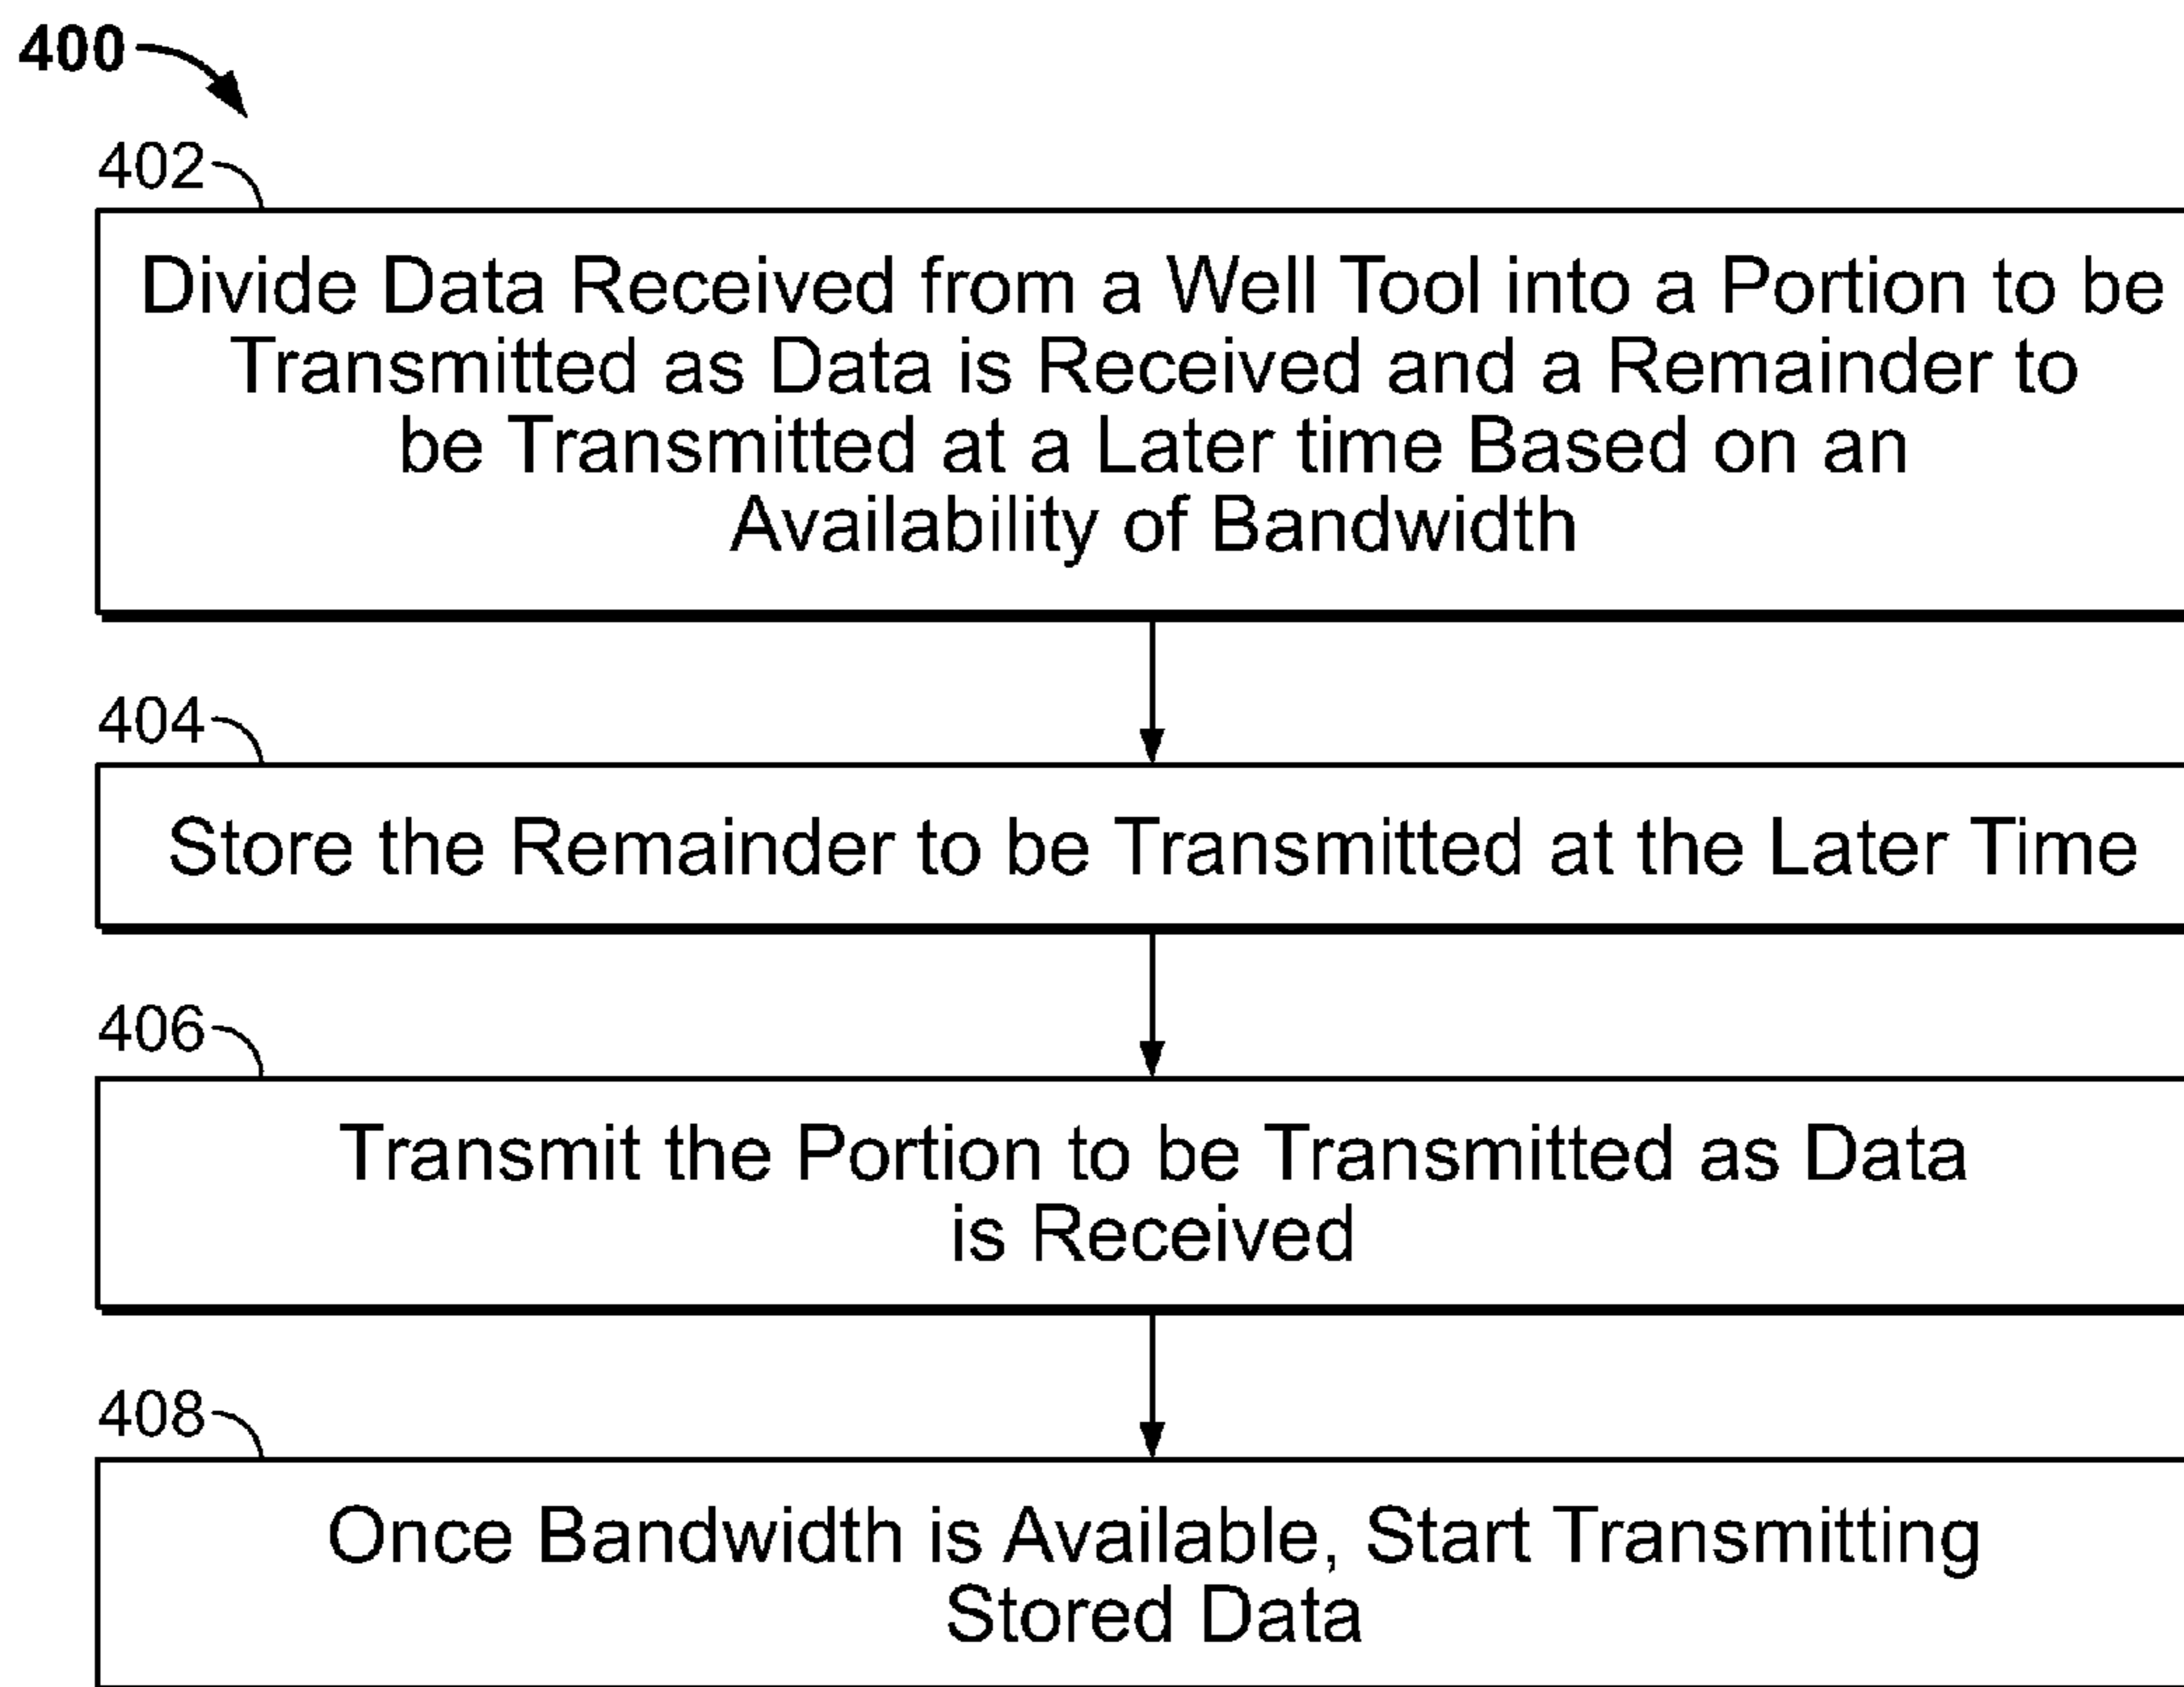 400
402
Divide Data Received from a Well Tool into a Portion to be
Transmitted as Data is Received and a Remainder to
be Transmitted at a Later time Based on an
Availability of Bandwidth
404
Store the Remainder to be Transmitted at the Later Time
406
Transmit the Portion to be Transmitted as Data
is Received
408
Once Bandwidth is Available, Start Transmitting
Stored Data